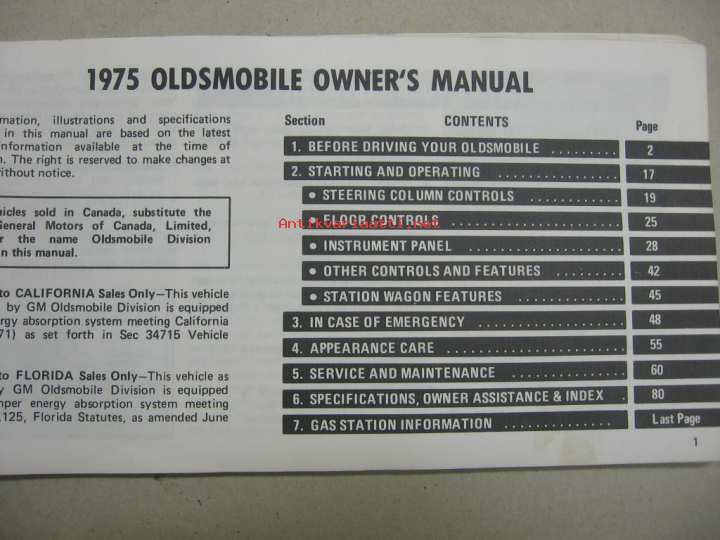 1975 OLDSMOBILE OWNER'S MANUAL
illustrations and specifications
in this manual are based on the latest
information available at the time of
The right is reserved to make changes at
without notice.
sold in Canada, substitute the
General Motors of Canada, Limited,
the name Oldsmobile Division
in this manual.
to CALIFORNIA Sales Only—This vehicle
by GM Oldsmobile Division is equipped
absorption system meeting California
71) as set forth in Sec 34715 Vehicle
to FLORIDA Sales Only—This vehicle as
GM Oldsmobile Division is equipped
energy absorption system meeting
.125, Florida Statutes, as amended June
Section CONTENTS Page
1. BEFORE DRIVING YOUR OLDSMOBILE ......... 2
2. STARTING AND OPERATING ............... 17
• STEERING COLUMN CONTROLS ........... 19
• FLOOR CONTROLS .................... 25
• INSTRUMENT PANEL ................... 28
• OTHER CONTROLS AND FEATURES ......... 42
• STATION WAGON FEATURES ............. 45
3. IN CASE OF EMERGENCY ................ 48
4. APPEARANCE CARE ..................... 55
5. SERVICE AND MAINTENANCE ............. 60
6. SPECIFICATIONS, OWNER ASSISTANCE & INDEX . 80
7. GAS STATION INFORMATION ............. Last Page
1
Antikvariaatti.net